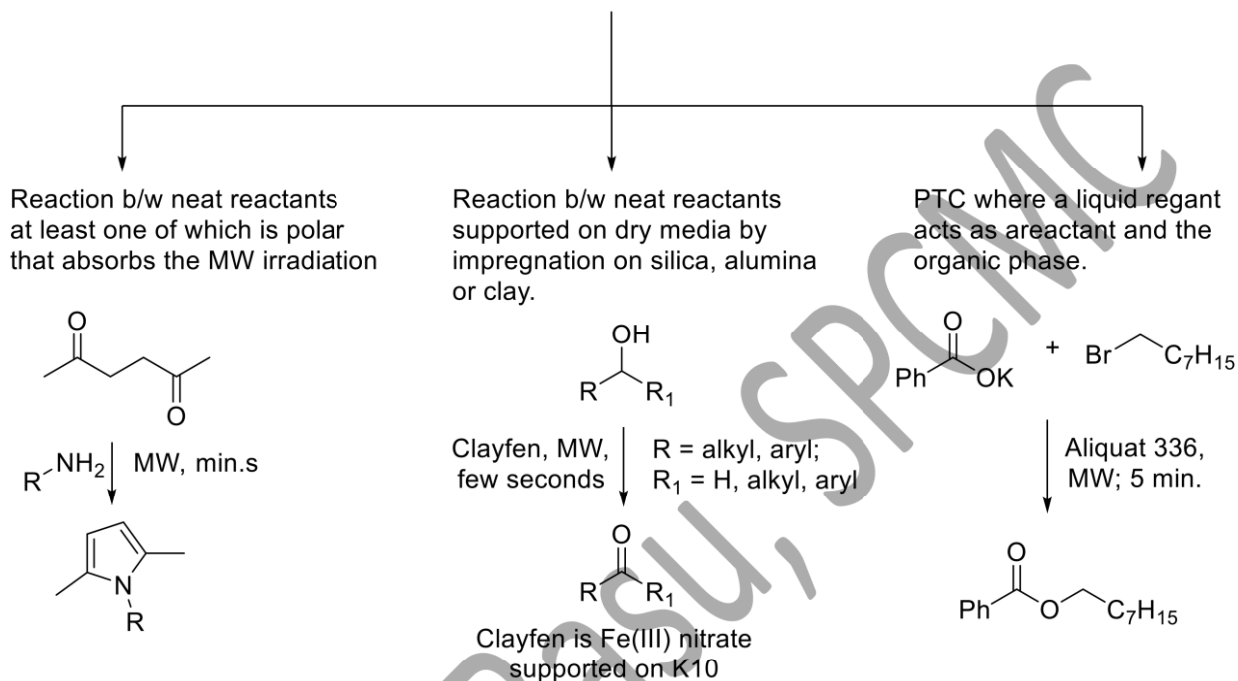 Reaction b/w neat reactants
at least one of which is polar
that absorbs the MW irradiation
O
O
R NH2
MW, min.s
N
R
Reaction b/w neat reactants
supported on dry media by
impregnation on silica, alumina
or clay.
OH
R R1
Clayfen, MW,
few seconds
R = alkyl, aryl;
R1 = H, alkyl, aryl
O
R R1
Clayfen is Fe(III) nitrate
supported on K10
PTC where a liquid regant
acts as areactant and the
organic phase.
O
Ph OK + Br C7H15
Aliquat 336,
MW; 5 min.
O
Ph O C7H15
Basu, SPCMC